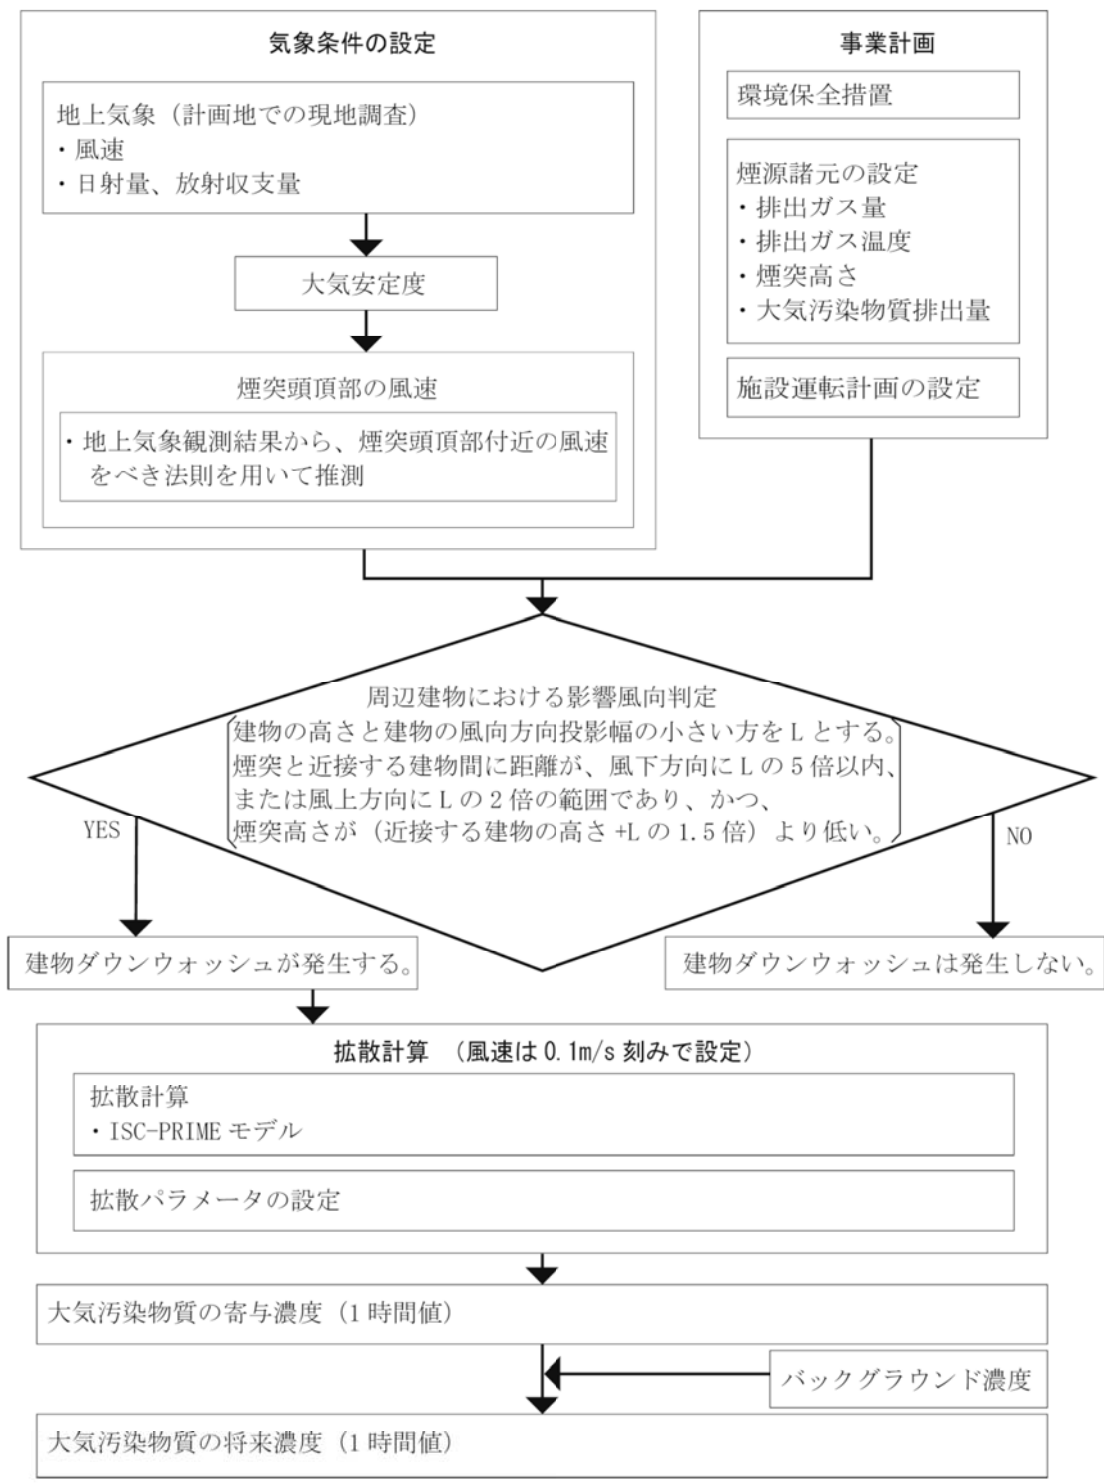 気象条件の設定
地上気象（計画地での現地調査）
・風速
・日射量、放射収支量
大気安定度
煙突頭頂部の風速
・地上気象観測結果から、煙突頭頂部付近の風速
をべき法則を用いて推測
事業計画
環境保全措置
煙源諸元の設定
・排出ガス量
・排出ガス温度
・煙突高さ
・大気汚染物質排出量
施設運転計画の設定
周辺建物における影響風向判定
建物の高さと建物の風向方向投影幅の小さい方をLとする。
煙突と近接する建物間に距離が、風下方向にLの5倍以内、
または風上方向にLの2倍の範囲であり、かつ、
煙突高さが（近接する建物の高さ+Lの1.5倍）より低い。
YES
NO
建物ダウンウォッシュが発生する。
建物ダウンウォッシュは発生しない。
拡散計算　（風速は0.1m/s刻みで設定）
拡散計算
・ISC-PRIMEモデル
拡散パラメータの設定
大気汚染物質の寄与濃度（1時間値）
バックグラウンド濃度
大気汚染物質の将来濃度（1時間値）